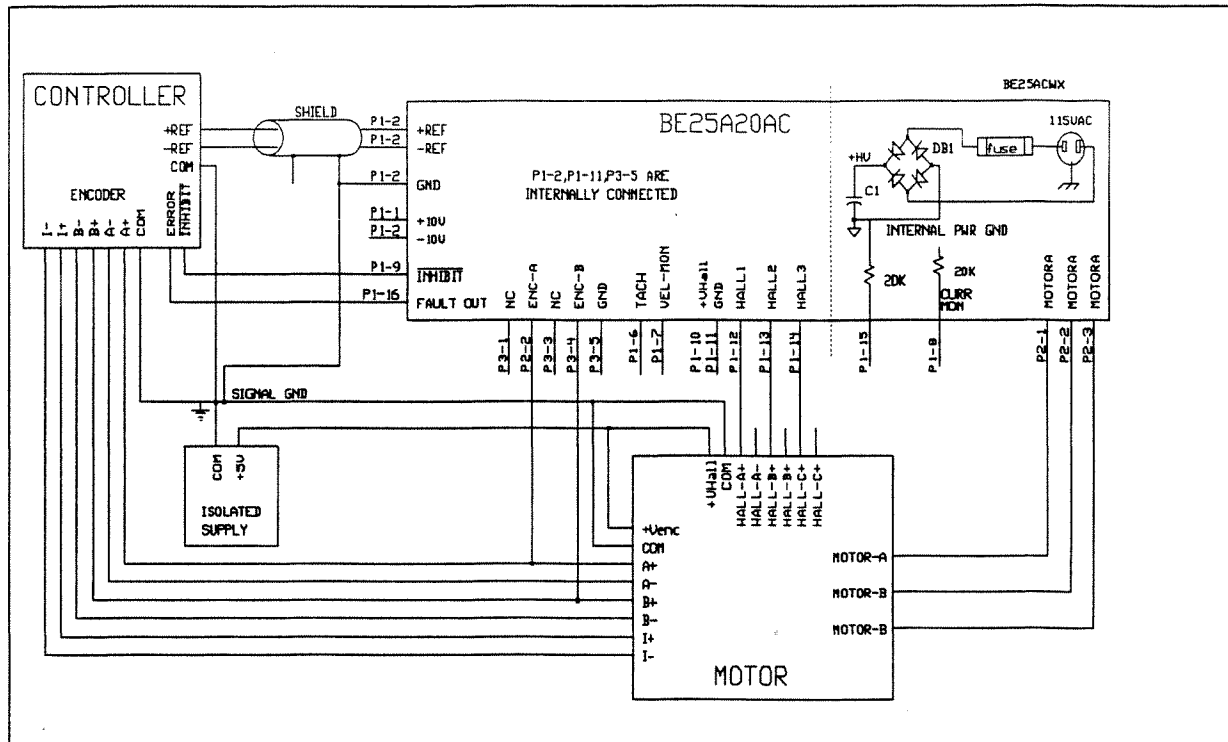 BE25ACWX
CONTROLLER
+REF
-REF
COM
ENCODER
I-
I+
B-
B+
A-
A+
COM
ERROR
INHIBIT
SHIELD
P1-2
P1-2
P1-2
P1-1
P1-2
P1-9
P1-16
+REF
-REF
GND
+10V
-10V
INHIBIT
FAULT OUT
BE25A20AC
P1-2,P1-11,P3-5 ARE
INTERNALLY CONNECTED
115VAC
fuse
DB1
+HV
C1
INTERNAL PWR GND
20K
20K
CURR
MON
NC
ENC-A
NC
ENC-B
GND
TACH
VEL-MON
+VHall
GND
HALL1
HALL2
HALL3
MOTORA
MOTORA
MOTORA
P3-1
P2-2
P3-3
P3-4
P3-5
P1-6
P1-7
P1-10
P1-11
P1-12
P1-13
P1-14
P1-15
P1-8
P2-1
P2-2
P2-3
SIGNAL GND
COM
+5V
ISOLATED
SUPPLY
+VHall
COM
HALL-A+
HALL-A-
HALL-B+
HALL-B+
HALL-C+
HALL-C+
+Venc
COM
A+
A-
B+
B-
I+
I-
MOTOR-A
MOTOR-B
MOTOR-B
MOTOR